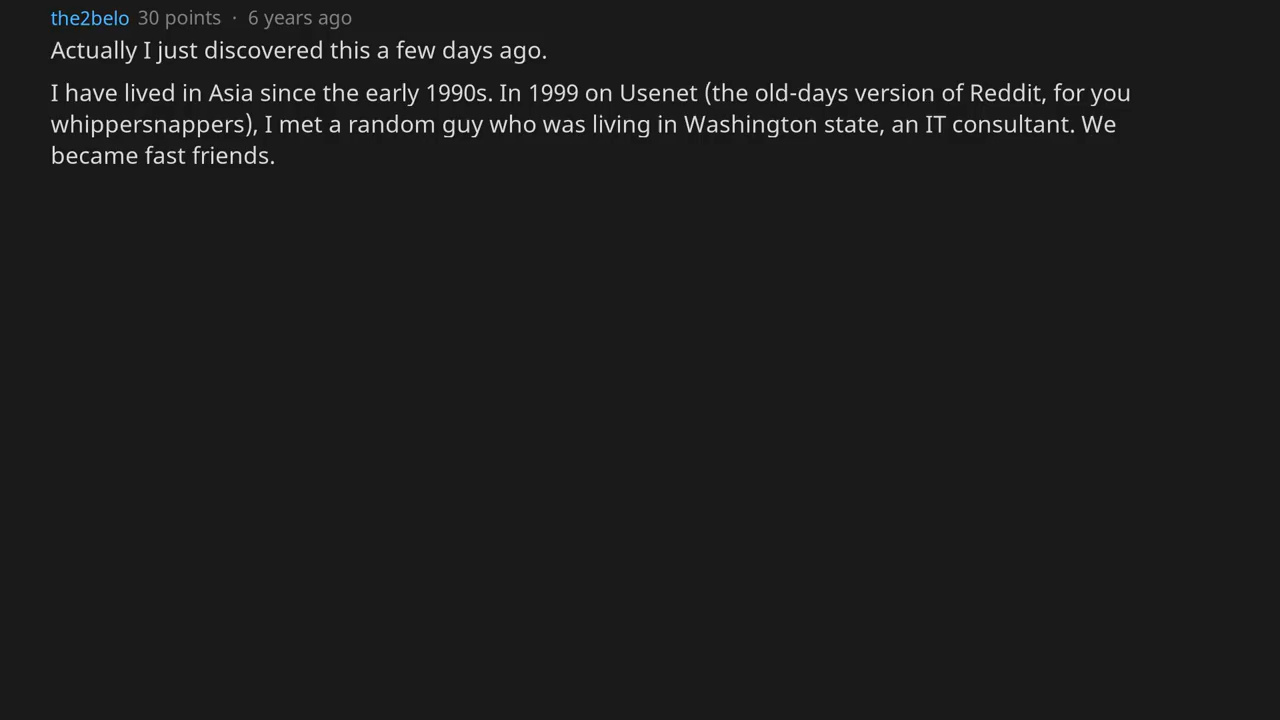 the2belo 30 points · 6 years ago
Actually I just discovered this a few days ago.
I have lived in Asia since the early 1990s. In 1999 on Usenet (the old-days version of Reddit, for you
whippersnappers), I met a random guy who was living in Washington state, an IT consultant. We
became fast friends.